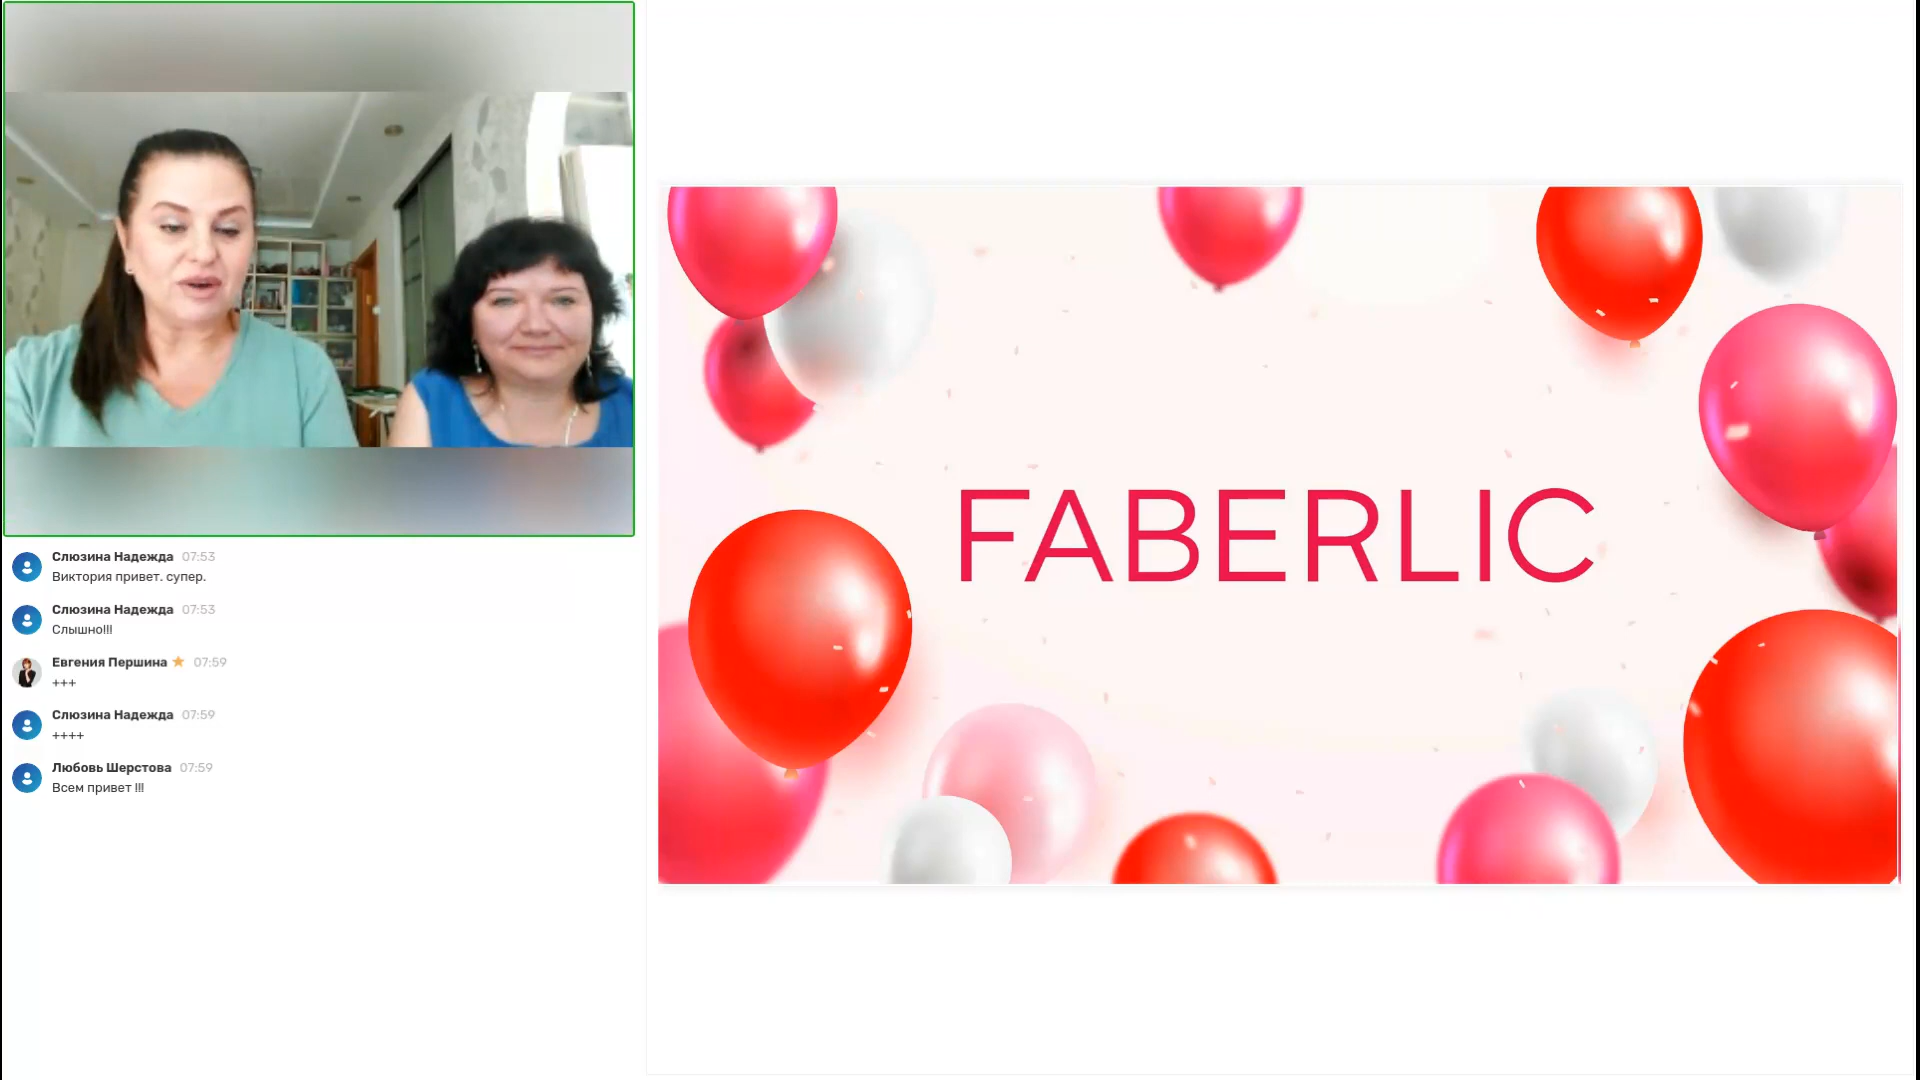 Слюзина Надежда 07:53
Виктория привет. супер.
Слюзина Надежда 07:53
Слышно!!!
Евгения Першина 07:59
+++
Слюзина Надежда 07:59
++++
Любовь Шерстова 07:59
Всем привет !!!
FABERLIC